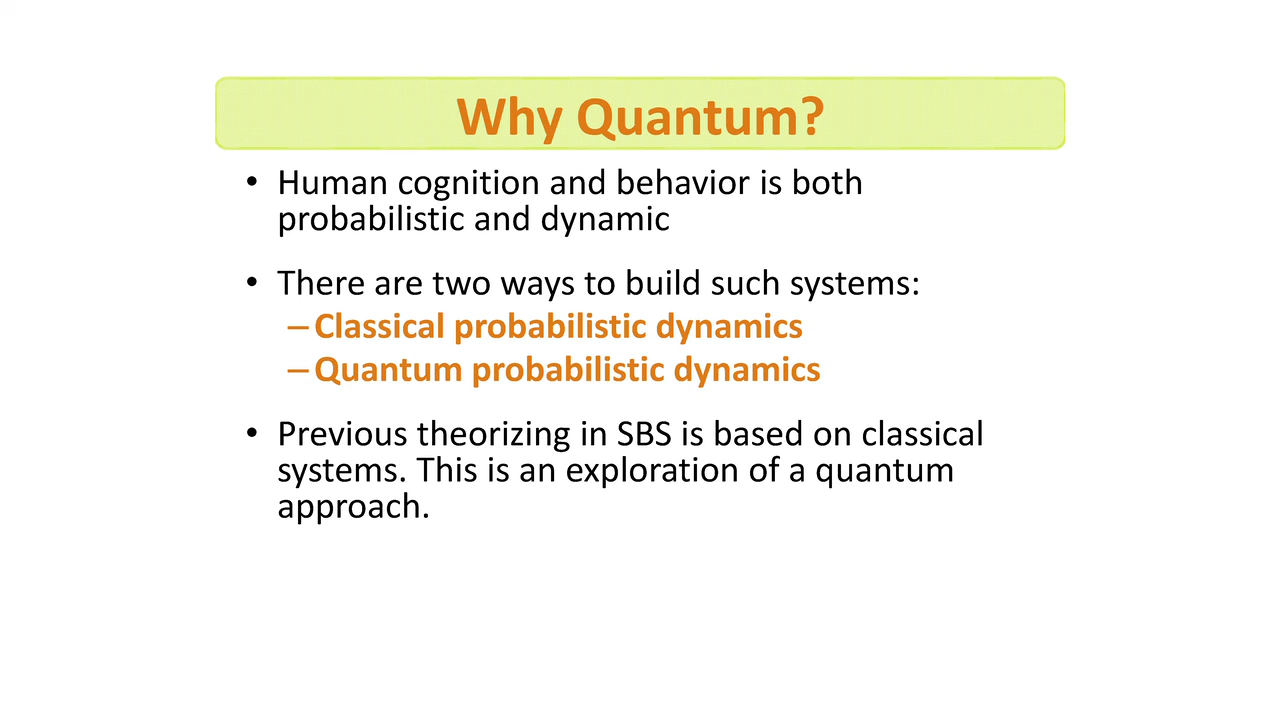 Why Quantum?
• Human cognition and behavior is both
probabilistic and dynamic
• There are two ways to build such systems:
– Classical probabilistic dynamics
– Quantum probabilistic dynamics
• Previous theorizing in SBS is based on classical
systems. This is an exploration of a quantum
approach.